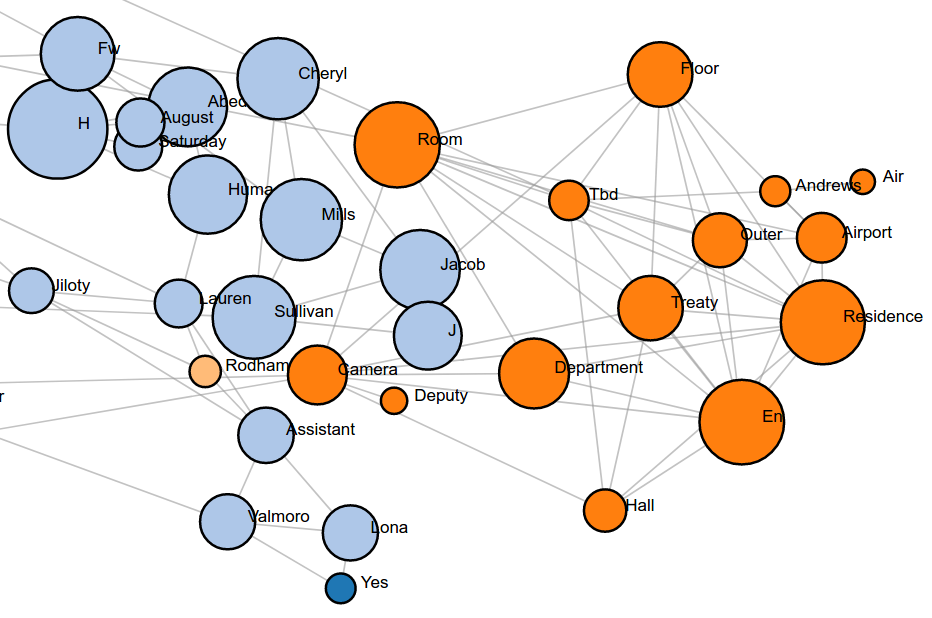 Fw
Cheryl
Floor
Abed
H
August
Saturday
Room
Huma
Mills
Tbd
Andrews
Air
Outer
Airport
Jiloty
Lauren
Sullivan
Jacob
J
Treaty
Residence
Rodham
Camera
Deputy
Department
r
Assistant
En
Valmoro
Lona
Hall
Yes